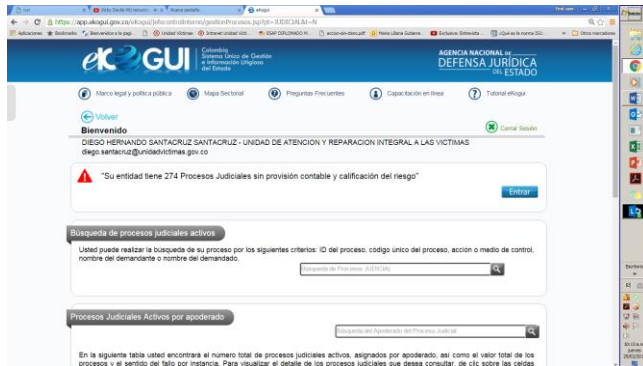 https://app.ekogui.gov.co/
Aplicaciones
eKOGUI
Colombia
Sistema Único de Gestión
e Información Litigiosa
del Estado
AGENCIA NACIONAL DE
DEFENSA JURÍDICA
DEL ESTADO
Marco legal y política pública
Mapa Sectorial
Preguntas Frecuentes
Capacitación en línea
Tutorial eKogui
Volver
Bienvenido
Cerrar Sesión
DIEGO HERNANDO SANTACRUZ SANTACRUZ - UNIDAD DE ATENCION Y REPARACION INTEGRAL A LAS VICTIMAS
diego.santacruz@unidadvictimas.gov.co
"Su entidad tiene 274 Procesos Judiciales sin provisión contable y calificación del riesgo"
Entrar
Búsqueda de procesos judiciales activos
Usted puede realizar la búsqueda de su proceso por los siguientes criterios: ID del proceso, código único del proceso, acción o medio de control,
nombre del demandante o nombre del demandado.
Búsqueda de Procesos JUDICIAL
Procesos Judiciales Activos por apoderado
Búsqueda del Apoderado del Proceso Judicial
En la siguiente tabla usted encontrara el número total de procesos judiciales activos, asignados por apoderado, así como el valor total de los
procesos y el sentido del fallo por instancia. Para visualizar el detalle de los procesos judiciales que desea consultar, de clic sobre las celdas